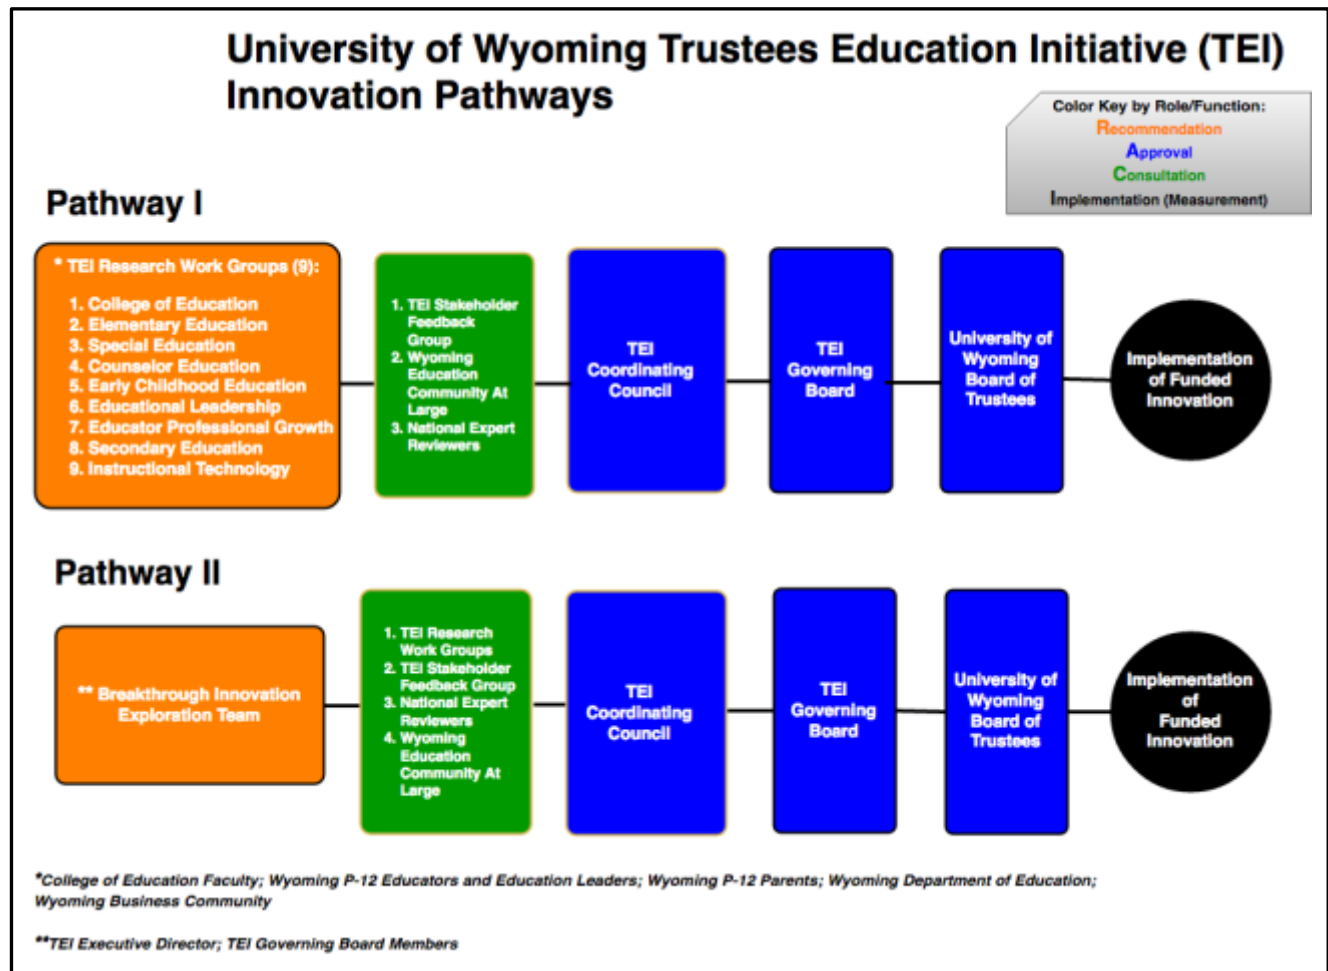 University of Wyoming Trustees Education Initiative (TEI)
Innovation Pathways
Color Key by Role/Function:
Recommendation
Approval
Consultation
Implementation (Measurement)
Pathway I
* TEI Research Work Groups (9):
1. College of Education
2. Elementary Education
3. Special Education
4. Counselor Education
5. Early Childhood Education
6. Educational Leadership
7. Educator Professional Growth
8. Secondary Education
9. Instructional Technology
1. TEI Stakeholder
Feedback
Group
2. Wyoming
Education
Community At
Large
3. National Expert
Reviewers
TEI
Coordinating
Council
TEI
Governing
Board
University of
Wyoming
Board of
Trustees
Implementation
of Funded
Innovation
Pathway II
** Breakthrough Innovation
Exploration Team
1. TEI Research
Work Groups
2. TEI Stakeholder
Feedback Group
3. National Expert
Reviewers
4. Wyoming
Education
Community At
Large
TEI
Coordinating
Council
TEI
Governing
Board
University of
Wyoming
Board of
Trustees
Implementation
of
Funded
Innovation
*College of Education Faculty; Wyoming P-12 Educators and Education Leaders; Wyoming P-12 Parents; Wyoming Department of Education;
Wyoming Business Community
**TEI Executive Director; TEI Governing Board Members